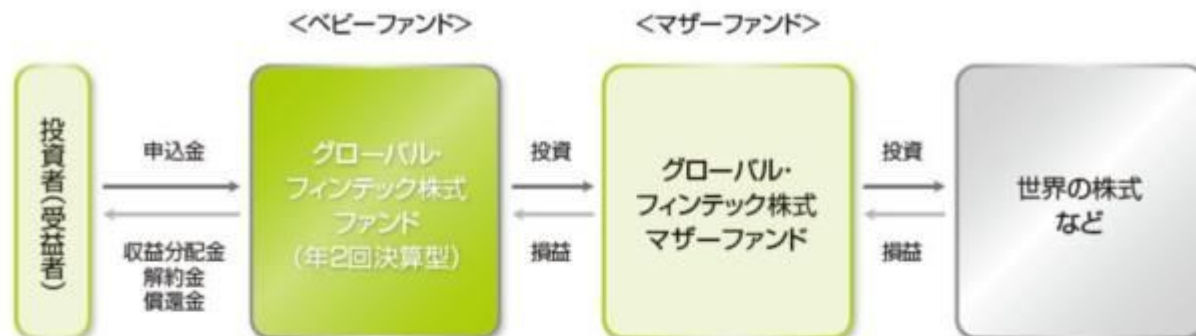 <ベビーファンド>
<マザーファンド>
投資者(受益者)
申込金
収益分配金
解約金
償還金
グローバル・
フィンテック株式
ファンド
(年2回決算型)
投資
損益
グローバル・
フィンテック株式
マザーファンド
投資
損益
世界の株式
など